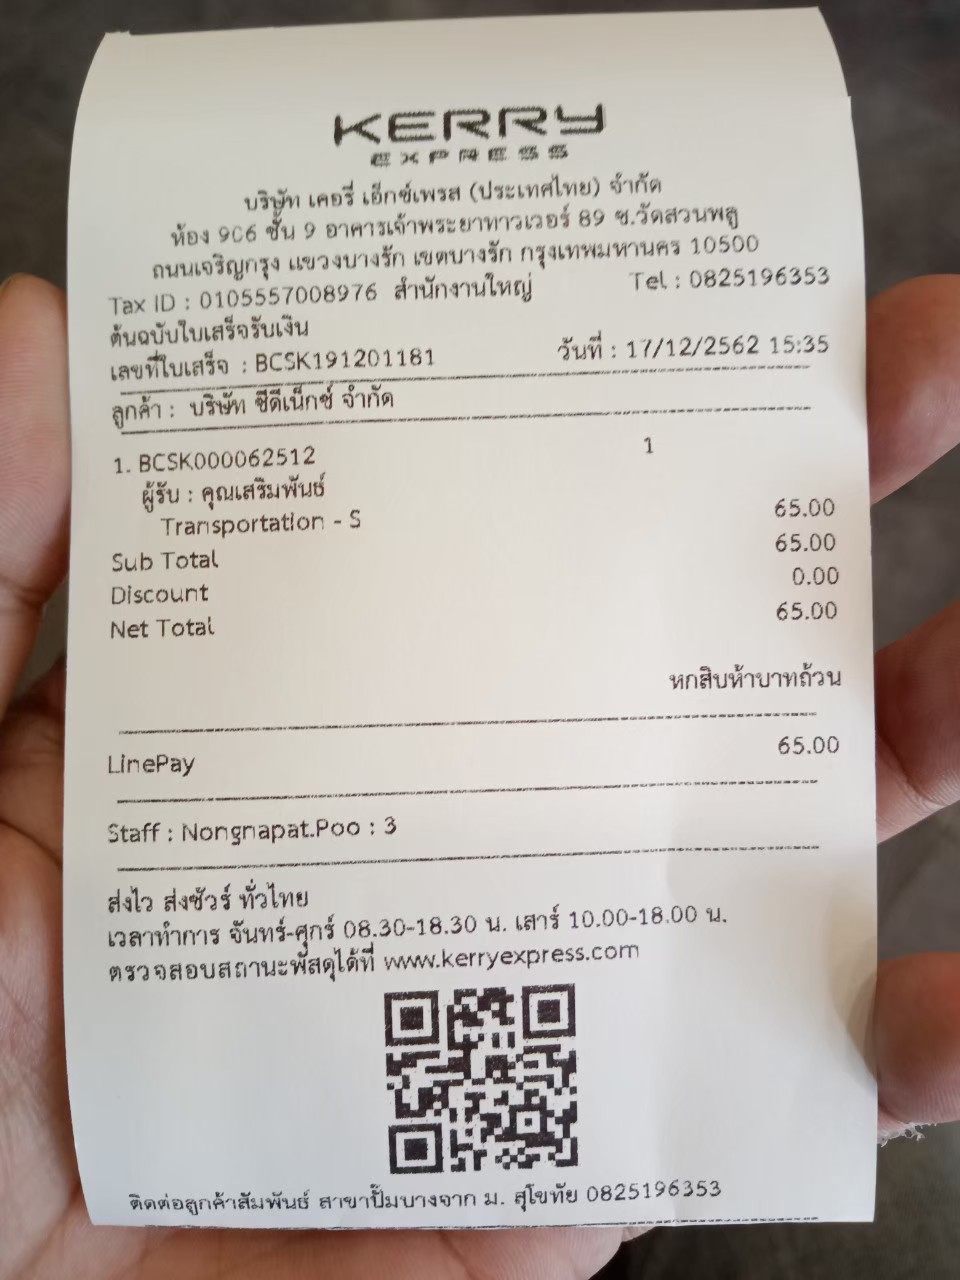 KERRY
EXPRESS
บริษัท เคอรี่ เอ็กซ์เพรส (ประเทศไทย) จำกัด
ห้อง 906 ชั้น 9 อาคารเจ้าพระยาทาวเวอร์ 89 ซ.วัดสวนพลู
ถนนเจริญกรุง แขวงบางรัก เขตบางรัก กรุงเทพมหานคร 10500
Tax ID : 0105557008976 สำนักงานใหญ่ Tel : 0825196353
ต้นฉบับใบเสร็จรับเงิน
เลขที่ใบเสร็จ : BCSK191201181 วันที่ : 17/12/2562 15:35
ลูกค้า : บริษัท ซีดีเน็กซ์ จำกัด
1. BCSK000062512 1
ผู้รับ : คุณเสริมพันธ์
Transportation - S 65.00
Sub Total 65.00
Discount 0.00
Net Total 65.00
หกสิบห้าบาทถ้วน
LinePay 65.00
Staff : Nongnapat.Poo : 3
ส่งไว ส่งชัวร์ ทั่วไทย
เวลาทำการ จันทร์-ศุกร์ 08.30-18.30 น. เสาร์ 10.00-18.00 น.
ตรวจสอบสถานะพัสดุได้ที่ www.kerryexpress.com
ติดต่อลูกค้าสัมพันธ์ สาขาปั๊มบางจาก ม. สุโขทัย 0825196353